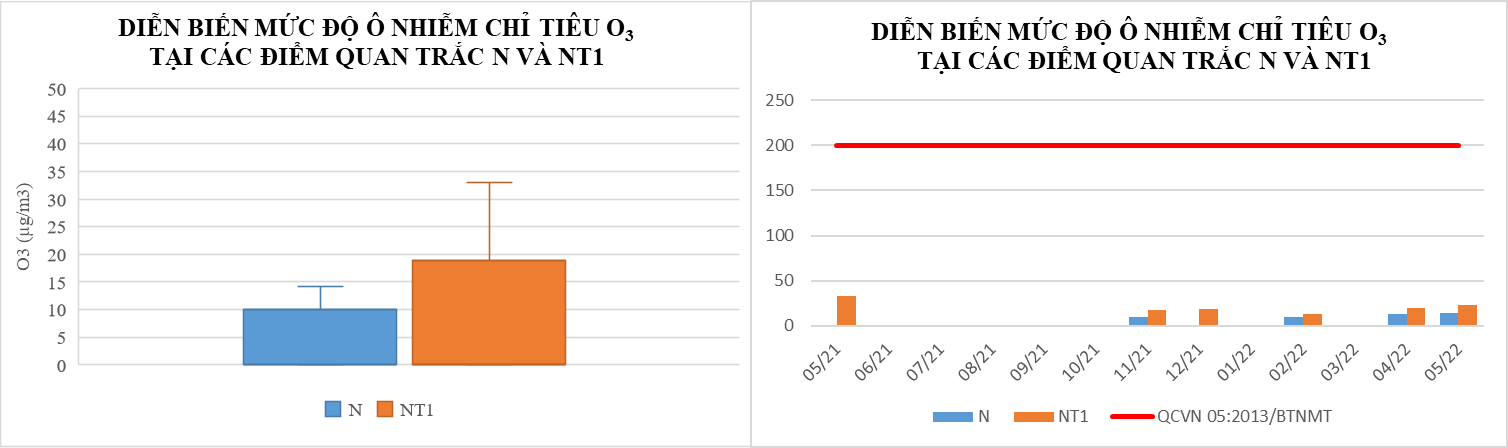 DIỄN BIẾN MỨC ĐỘ Ô NHIỄM CHỈ TIÊU O₃
TẠI CÁC ĐIỂM QUAN TRẮC N VÀ NT1
50
45
40
35
30
25
20
15
10
5
0
O3 (µg/m3)
N NT1
DIỄN BIẾN MỨC ĐỘ Ô NHIỄM CHỈ TIÊU O₃
TẠI CÁC ĐIỂM QUAN TRẮC N VÀ NT1
250
200
150
100
50
0
05/21 06/21 07/21 08/21 09/21 10/21 11/21 12/21 01/22 02/22 03/22 04/22 05/22
N NT1 QCVN 05:2013/BTNMT